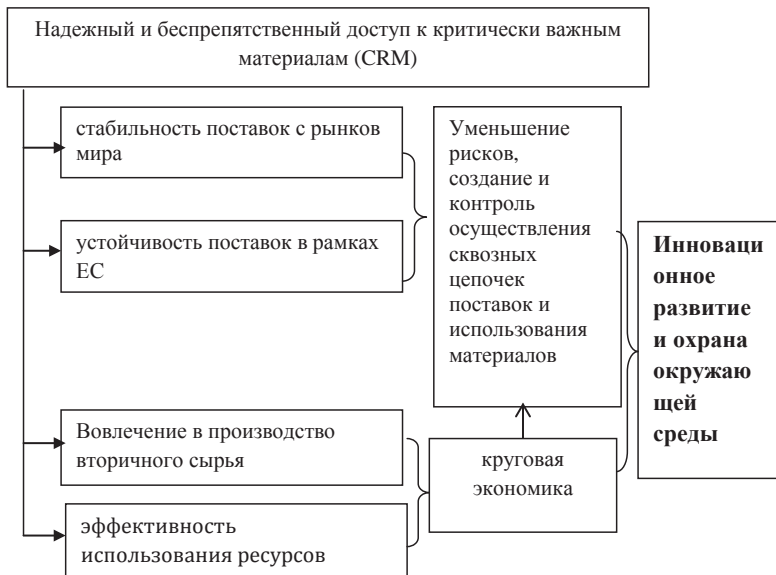 Надежный и беспрепятственный доступ к критически важным
материалам (CRM)
стабильность поставок с рынков
мира
устойчивость поставок в рамках
ЕС
Вовлечение в производство
вторичного сырья
эффективность
использования ресурсов
Уменьшение
рисков,
создание и
контроль
осуществления
сквозных
цепочек
поставок и
использования
материалов
круговая
экономика
Инноваци
онное
развитие
и охрана
окружаю
щей
среды